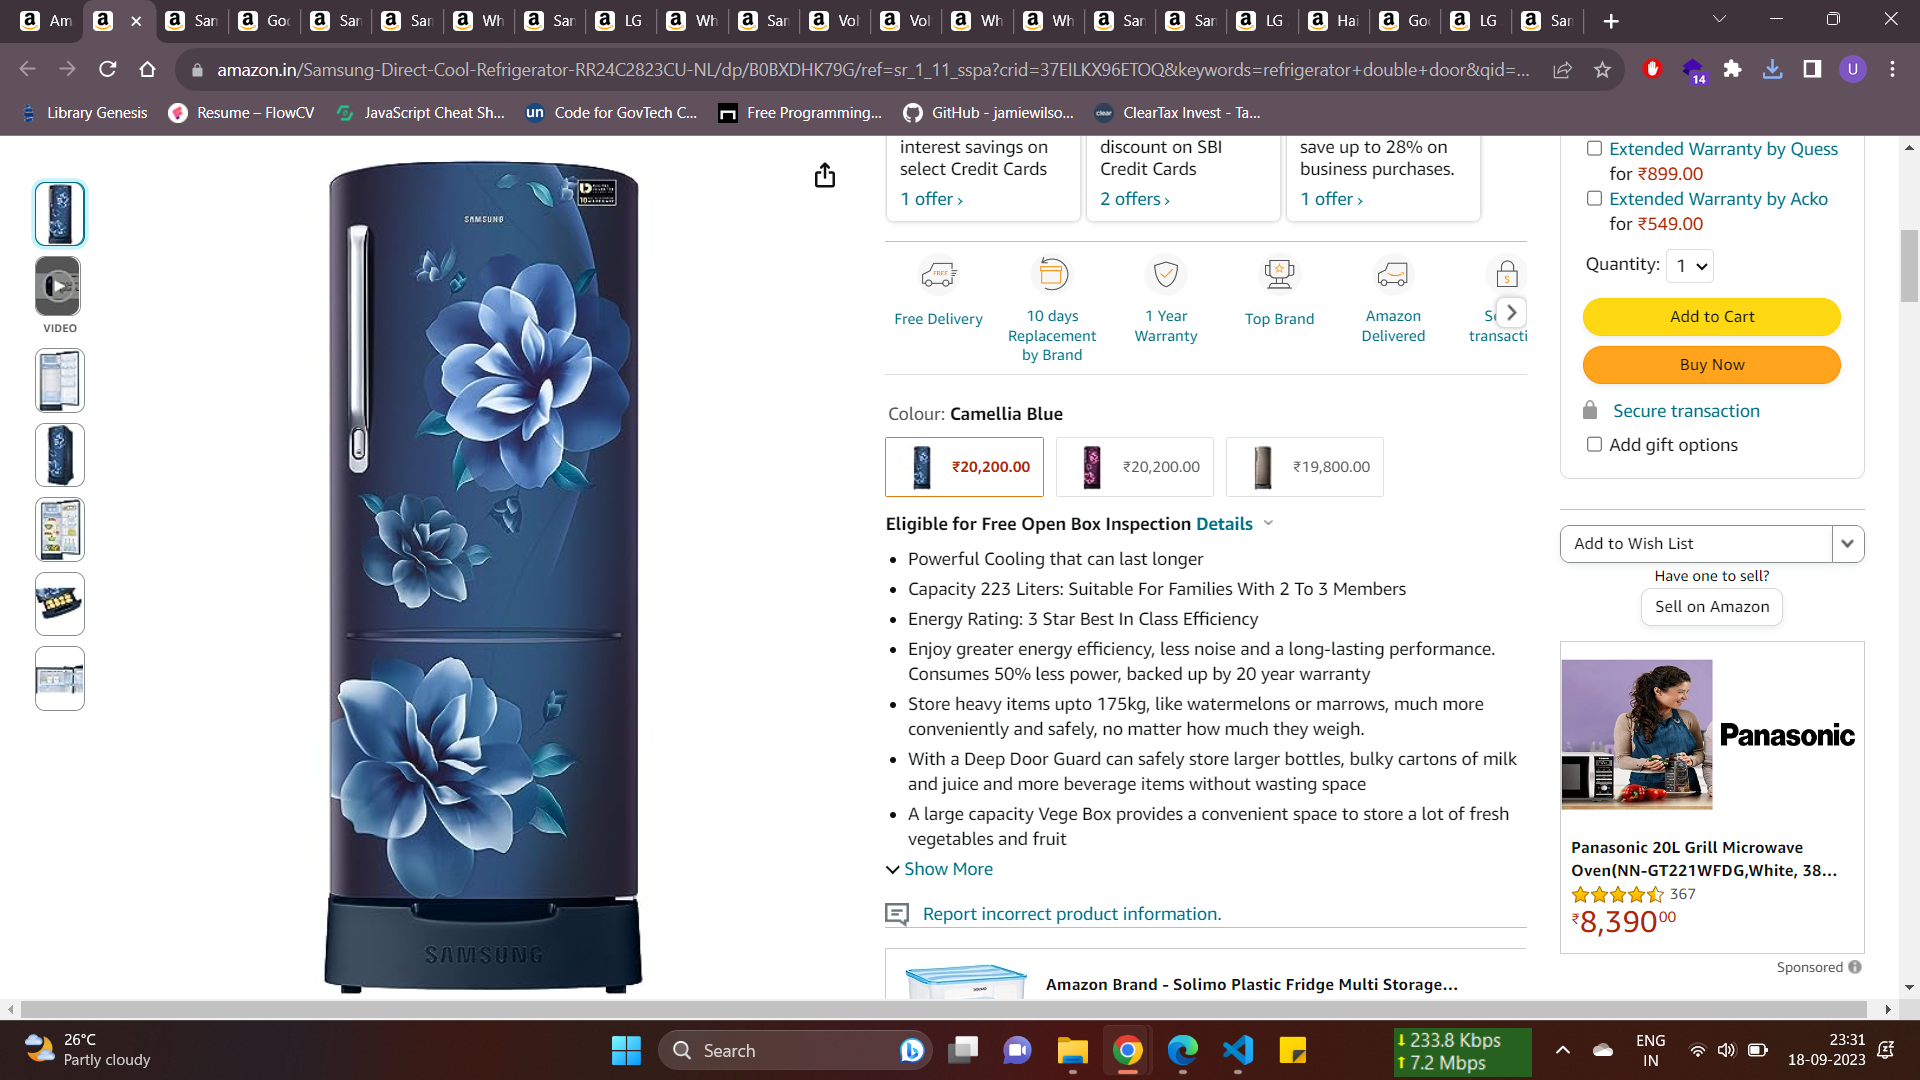 Am
San
Goo
San
San
Wh
San
LG
Wh
San
Vol
Vol
Wh
Wh
San
San
LG
Hai
Goo
LG
San
amazon.in/Samsung-Direct-Cool-Refrigerator-RR24C2823CU-NL/dp/B0BXDHK79G/ref=sr_1_11_sspa?crid=37EILKX96ETOQ&keywords=refrigerator+double+door&qid=...
14
U
Library Genesis
Resume – FlowCV
JavaScript Cheat Sh...
un
Code for GovTech C...
Free Programming...
GitHub - jamiewilso...
clear
ClearTax Invest - Ta...
VIDEO
SAMSUNG
SAMSUNG
interest savings on
select Credit Cards
1 offer ›
discount on SBI
Credit Cards
2 offers ›
save up to 28% on
business purchases.
1 offer ›
FREE
Free Delivery
10 days
Replacement
by Brand
1 Year
Warranty
Top Brand
Amazon
Delivered
transacti
Colour: Camellia Blue
₹20,200.00
₹20,200.00
₹19,800.00
Eligible for Free Open Box Inspection Details
• Powerful Cooling that can last longer
• Capacity 223 Liters: Suitable For Families With 2 To 3 Members
• Energy Rating: 3 Star Best In Class Efficiency
• Enjoy greater energy efficiency, less noise and a long-lasting performance.
Consumes 50% less power, backed up by 20 year warranty
• Store heavy items upto 175kg, like watermelons or marrows, much more
conveniently and safely, no matter how much they weigh.
• With a Deep Door Guard can safely store larger bottles, bulky cartons of milk
and juice and more beverage items without wasting space
• A large capacity Vege Box provides a convenient space to store a lot of fresh
vegetables and fruit
Show More
Report incorrect product information.
Amazon Brand - Solimo Plastic Fridge Multi Storage...
Extended Warranty by Quess
for ₹899.00
Extended Warranty by Acko
for ₹549.00
Quantity: 1
Add to Cart
Buy Now
Secure transaction
Add gift options
Add to Wish List
Have one to sell?
Sell on Amazon
Panasonic
Panasonic 20L Grill Microwave
Oven(NN-GT221WFDG,White, 38...
367
₹8,39000
Sponsored
26°C
Partly cloudy
Search
233.8 Kbps
7.2 Mbps
ENG
IN
23:31
18-09-2023